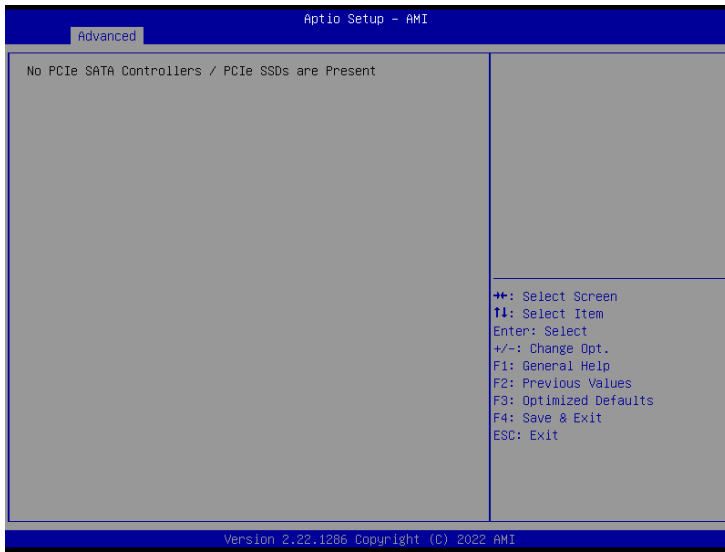 Aptio Setup – AMI
Advanced
No PCIe SATA Controllers / PCIe SSDs are Present
→←: Select Screen
↑↓: Select Item
Enter: Select
+/-: Change Opt.
F1: General Help
F2: Previous Values
F3: Optimized Defaults
F4: Save & Exit
ESC: Exit
Version 2.22.1286 Copyright (C) 2022 AMI